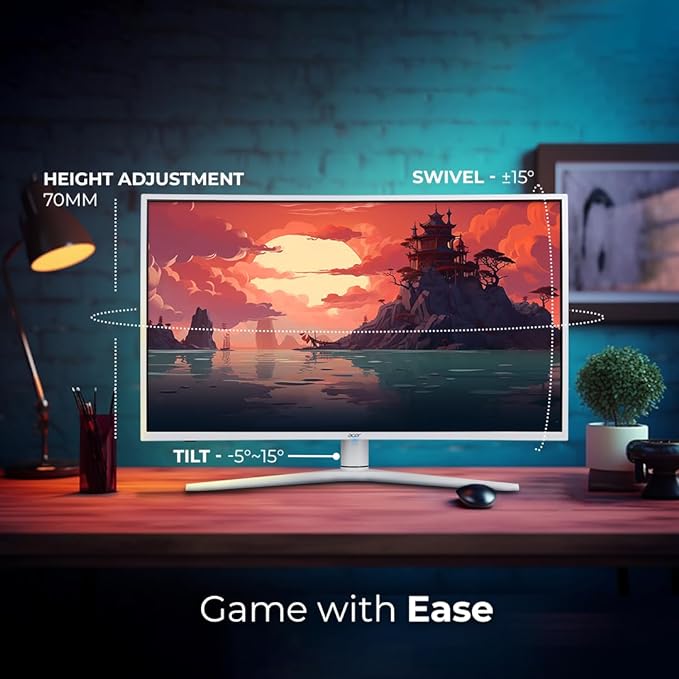 HEIGHT ADJUSTMENT
70MM
SWIVEL - ±15°
acer
TILT - -5°~15°
Game with Ease